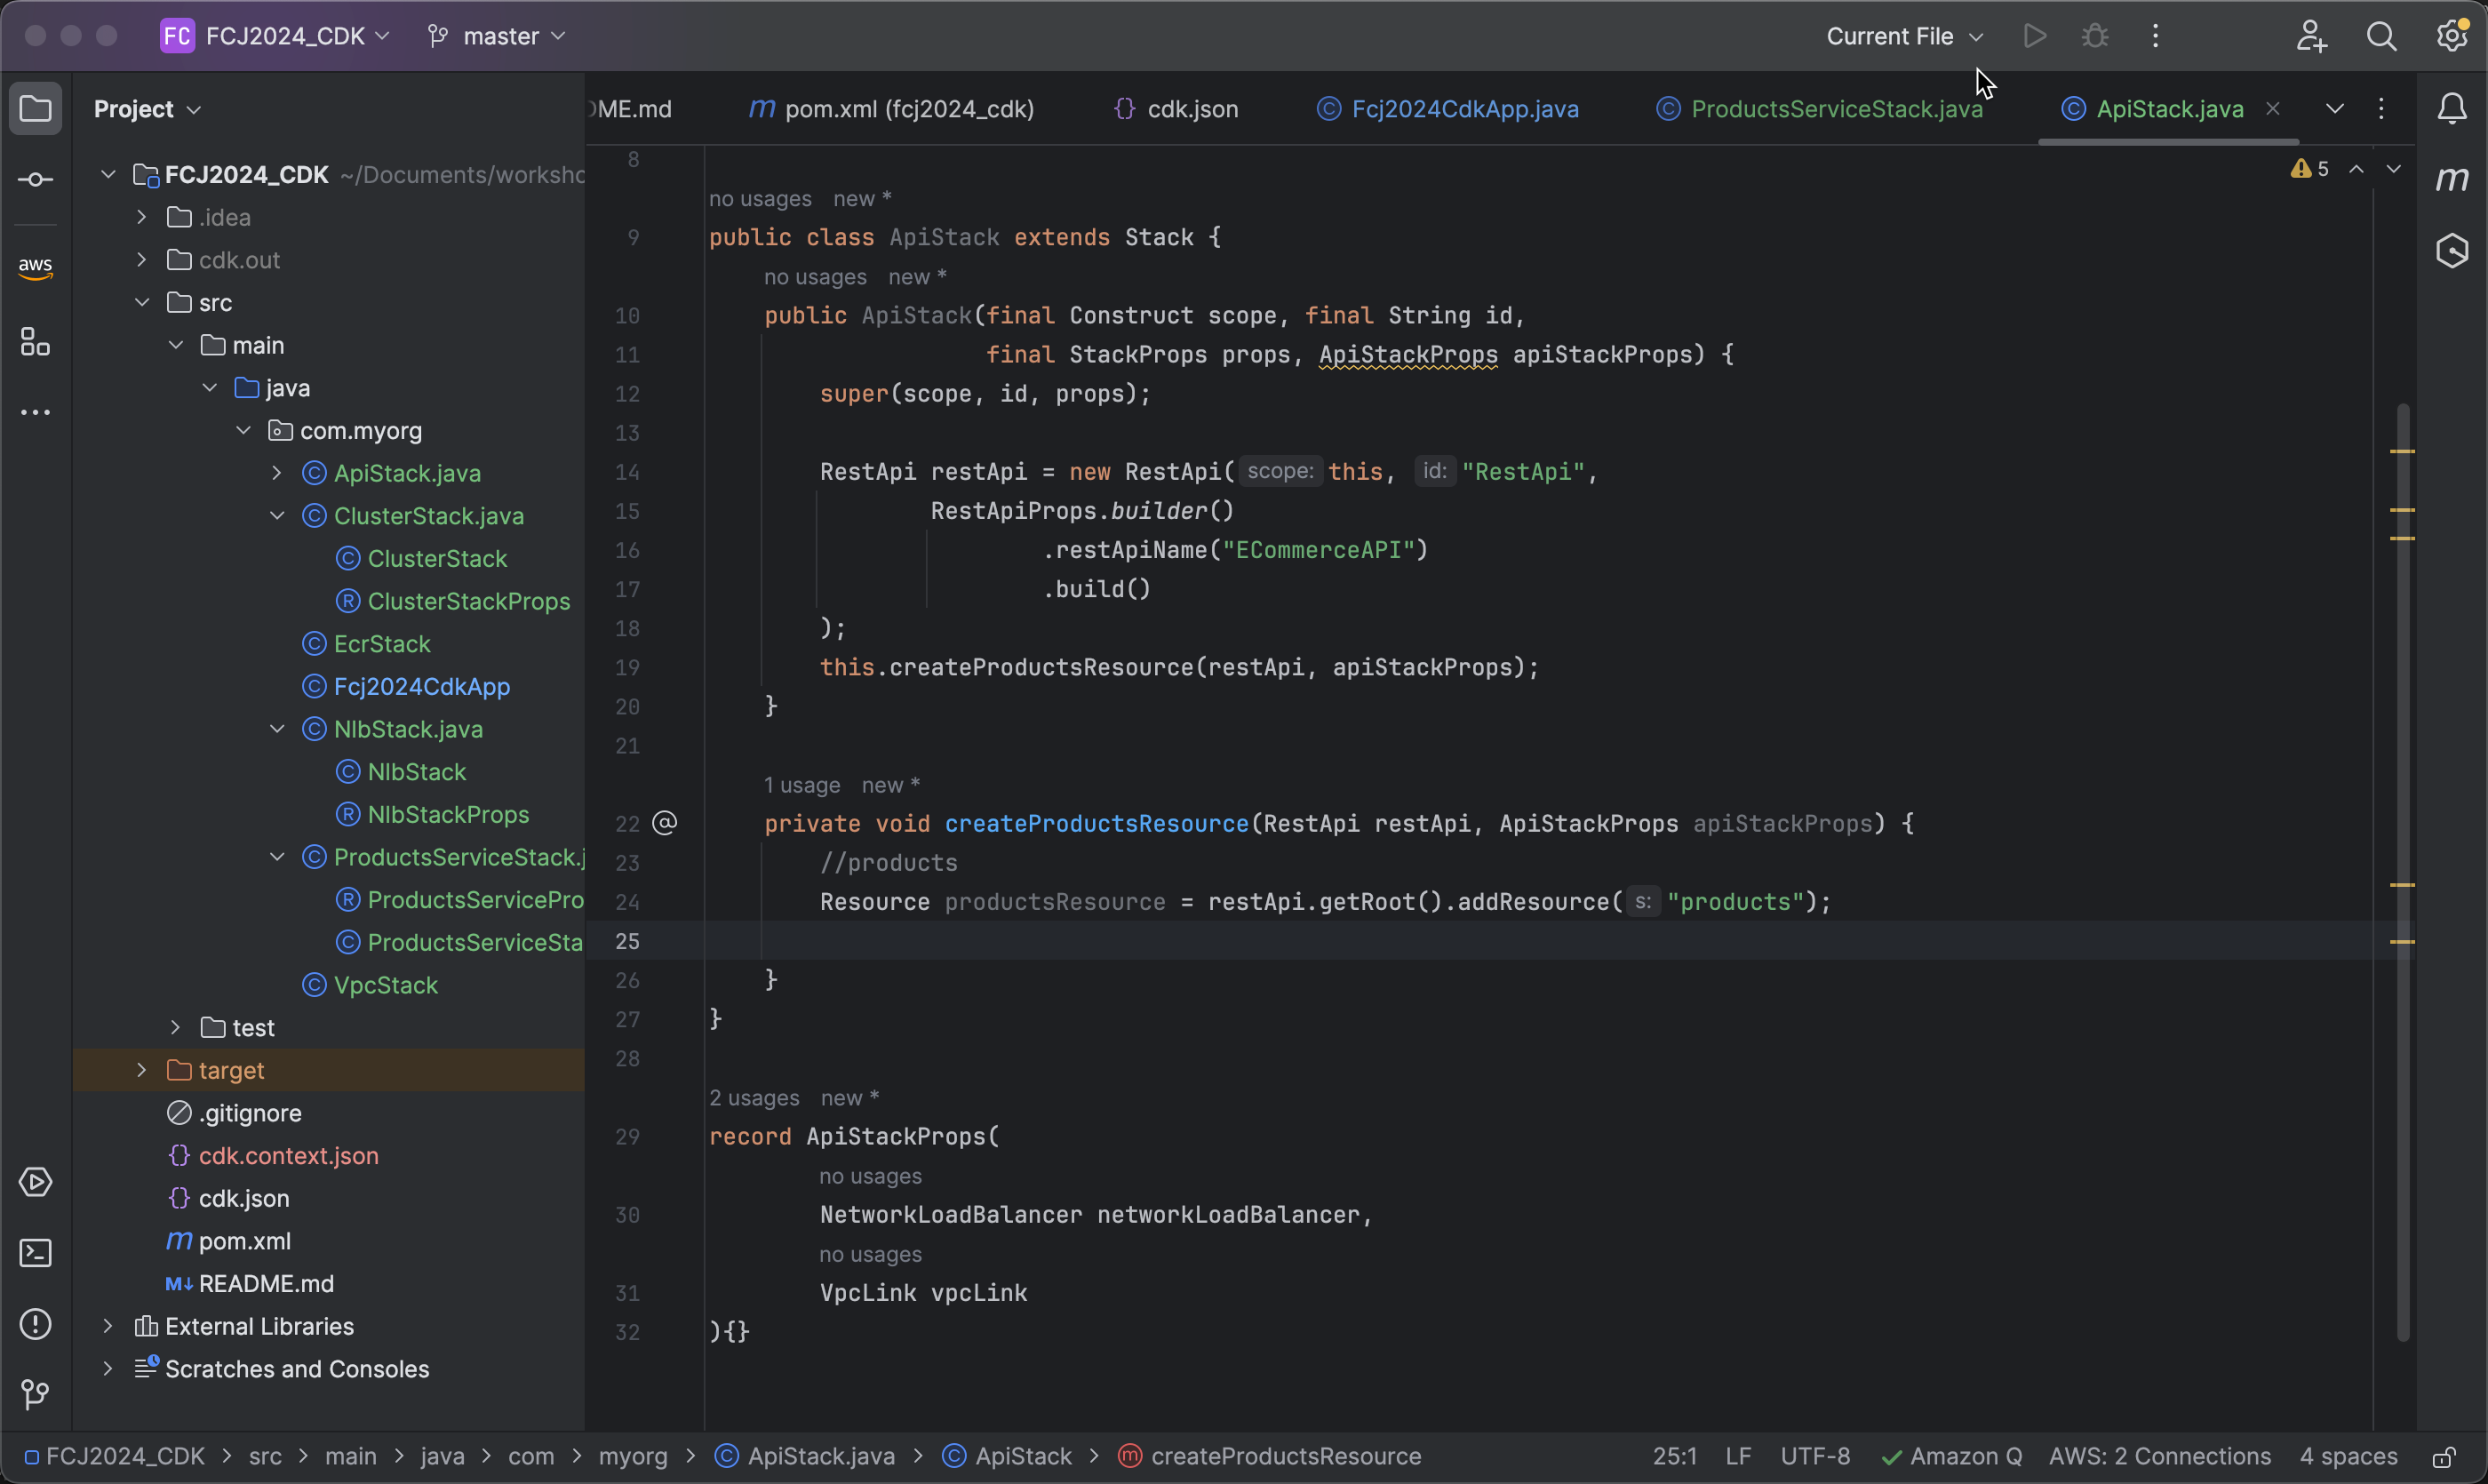 FC FCJ2024_CDK master Current File
Project
ME.md pom.xml (fcj2024_cdk) cdk.json Fcj2024CdkApp.java ProductsServiceStack.java ApiStack.java
FCJ2024_CDK ~/Documents/worksho
.idea
cdk.out
src
main
java
com.myorg
ApiStack.java
ClusterStack.java
ClusterStack
ClusterStackProps
EcrStack
Fcj2024CdkApp
NlbStack.java
NlbStack
NlbStackProps
ProductsServiceStack.j
ProductsServicePro
ProductsServiceSta
VpcStack
test
target
.gitignore
cdk.context.json
cdk.json
pom.xml
README.md
External Libraries
Scratches and Consoles
aws
5
8
no usages new *
9 public class ApiStack extends Stack {
no usages new *
10 public ApiStack(final Construct scope, final String id,
11 final StackProps props, ApiStackProps apiStackProps) {
12 super(scope, id, props);
13
14 RestApi restApi = new RestApi( scope: this, id: "RestApi",
15 RestApiProps.builder()
16 .restApiName("ECommerceAPI")
17 .build()
18 );
19 this.createProductsResource(restApi, apiStackProps);
20 }
21
1 usage new *
22 @ private void createProductsResource(RestApi restApi, ApiStackProps apiStackProps) {
23 //products
24 Resource productsResource = restApi.getRoot().addResource( s: "products");
25
26 }
27 }
28
2 usages new *
29 record ApiStackProps(
no usages
30 NetworkLoadBalancer networkLoadBalancer,
no usages
31 VpcLink vpcLink
32 ){}
FCJ2024_CDK > src > main > java > com > myorg > ApiStack.java > ApiStack > createProductsResource 25:1 LF UTF-8 Amazon Q AWS: 2 Connections 4 spaces